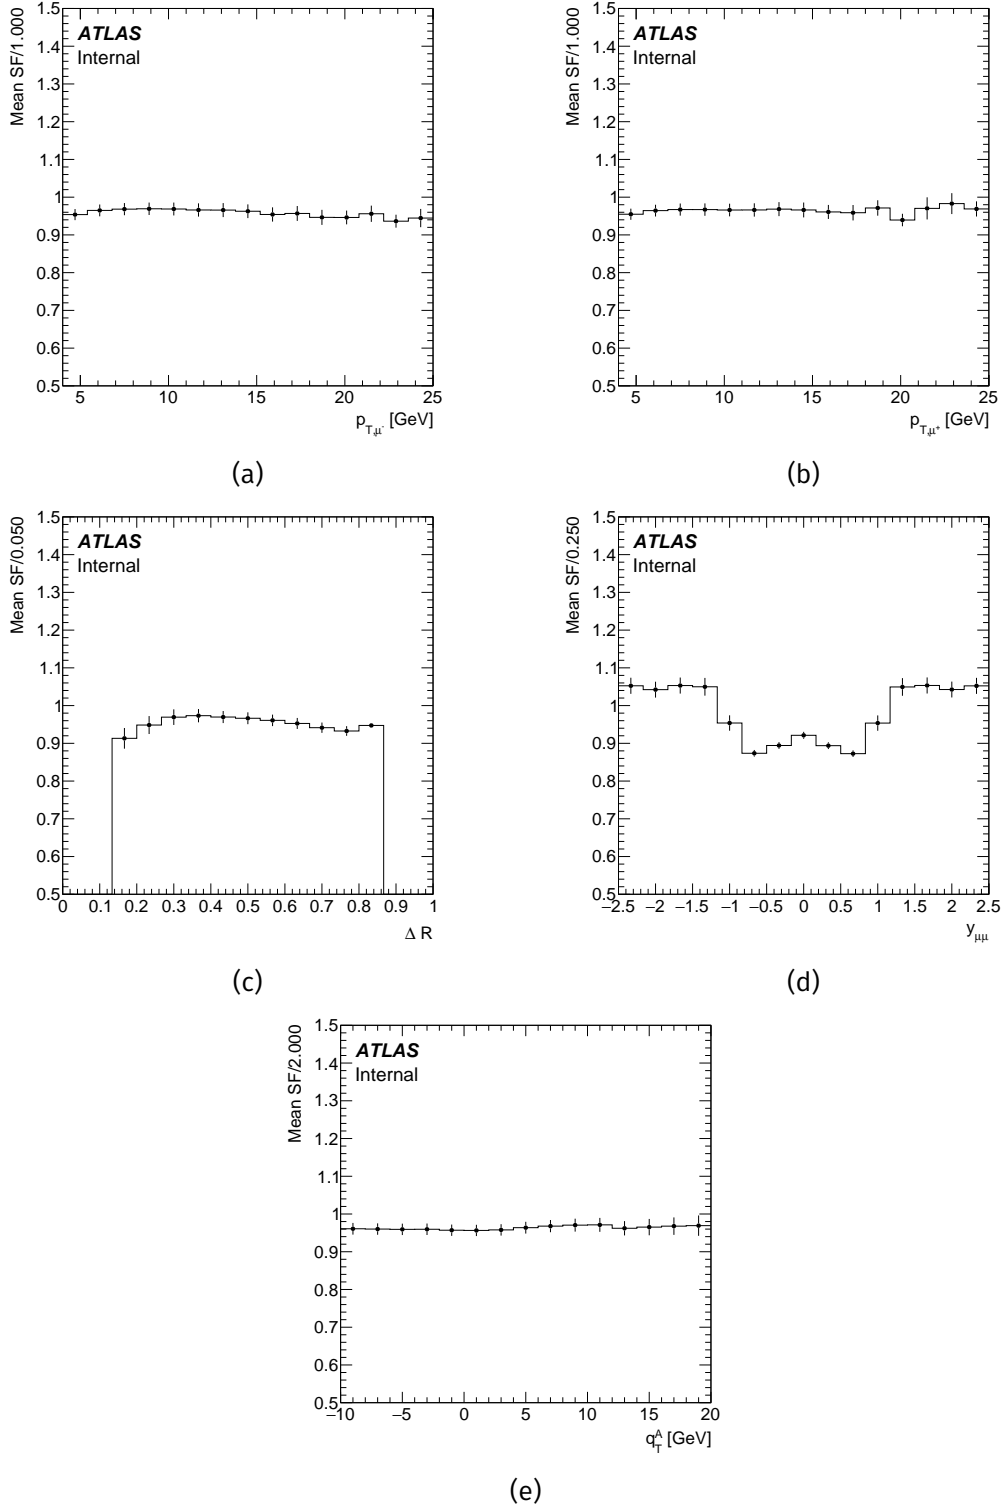 Mean SF/1.000
1.5
1.4
1.3
1.2
1.1
1
0.9
0.8
0.7
0.6
0.5
ATLAS
Internal
5 10 15 20 25
p_{T,μ^-} [GeV]
(a)
Mean SF/1.000
1.5
1.4
1.3
1.2
1.1
1
0.9
0.8
0.7
0.6
0.5
ATLAS
Internal
5 10 15 20 25
p_{T,μ^+} [GeV]
(b)
Mean SF/0.050
1.5
1.4
1.3
1.2
1.1
1
0.9
0.8
0.7
0.6
0.5
ATLAS
Internal
0 0.1 0.2 0.3 0.4 0.5 0.6 0.7 0.8 0.9 1
Δ R
(c)
Mean SF/0.250
1.5
1.4
1.3
1.2
1.1
1
0.9
0.8
0.7
0.6
0.5
ATLAS
Internal
−2.5 −2 −1.5 −1 −0.5 0 0.5 1 1.5 2 2.5
y_{μμ}
(d)
Mean SF/2.000
1.5
1.4
1.3
1.2
1.1
1
0.9
0.8
0.7
0.6
0.5
ATLAS
Internal
−10 −5 0 5 10 15 20
q_T^A [GeV]
(e)